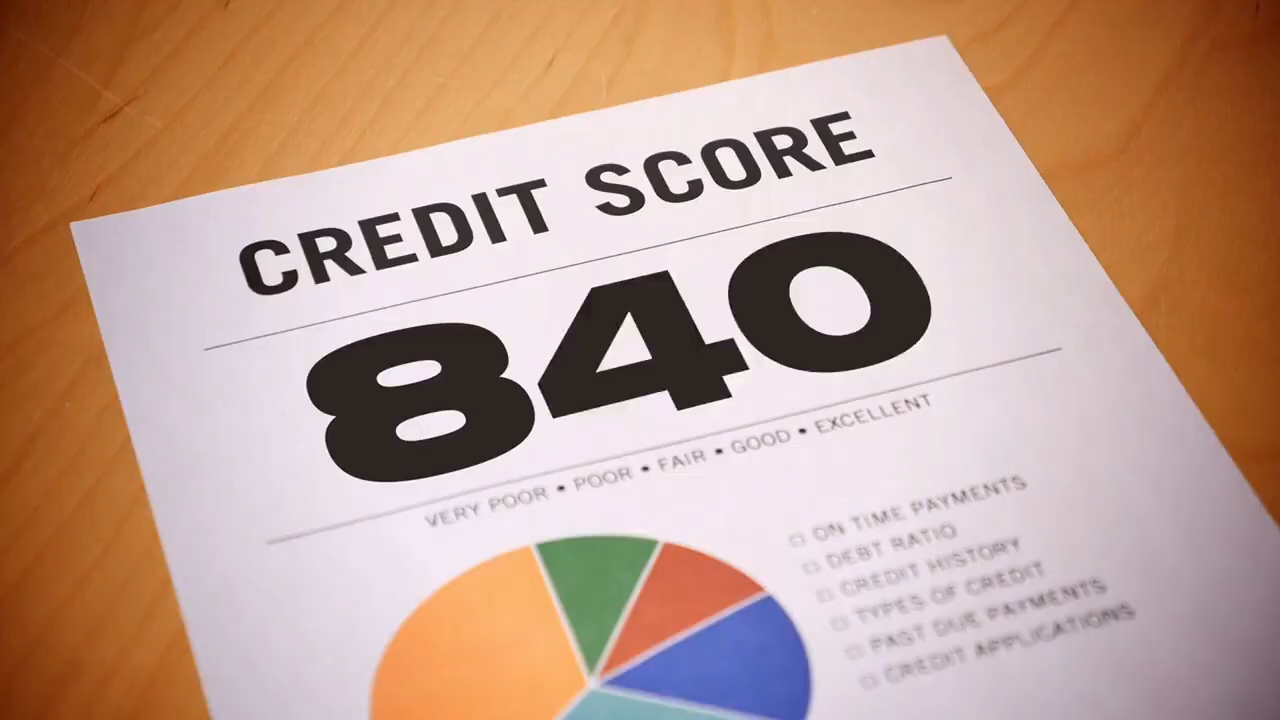 CREDIT SCORE
840
VERY POOR • POOR • FAIR • GOOD • EXCELLENT
ON TIME PAYMENTS
DEBT RATIO
CREDIT HISTORY
TYPES OF CREDIT
PAST DUE PAYMENTS
CREDIT APPLICATIONS